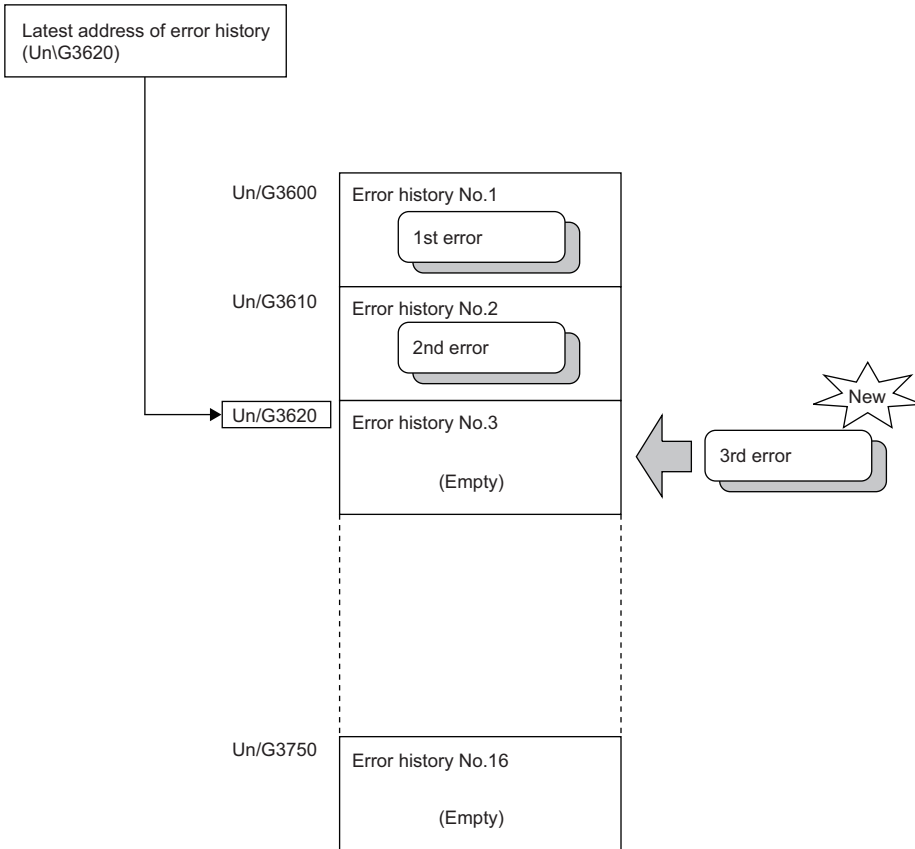 Latest address of error history
(Un\G3620)
Un/G3600
Error history No.1
1st error
Un/G3610
Error history No.2
2nd error
Un/G3620
Error history No.3
(Empty)
New
3rd error
Un/G3750
Error history No.16
(Empty)